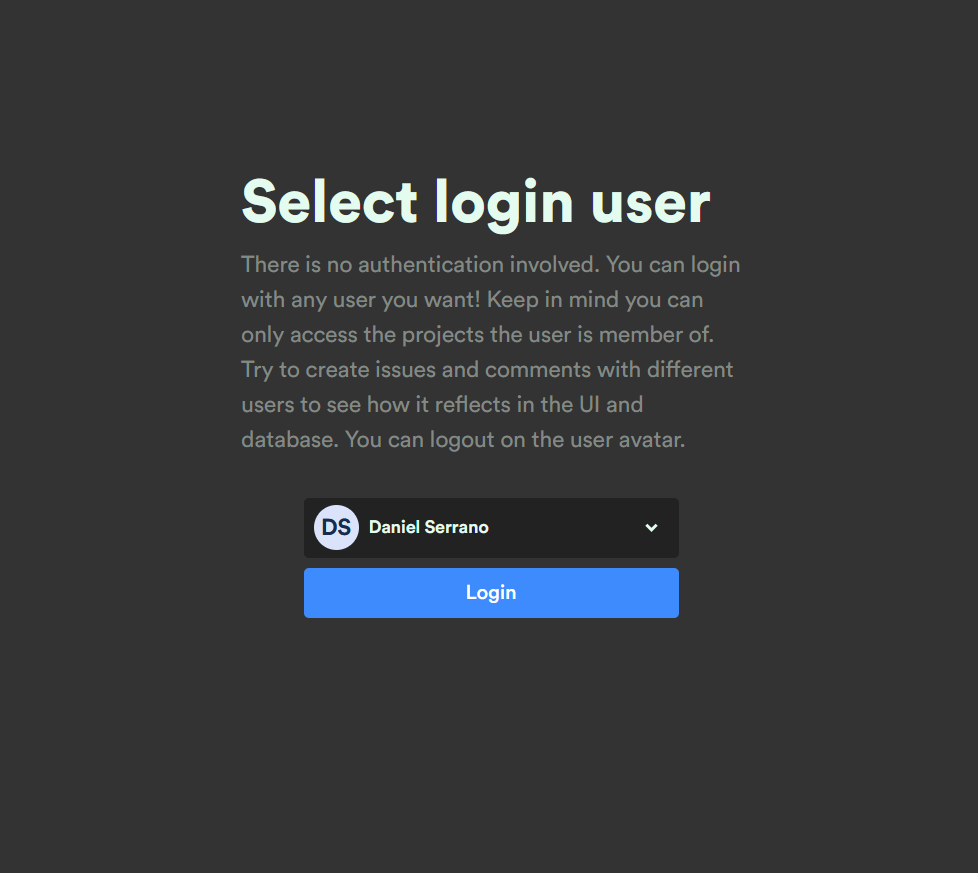 Select login user
There is no authentication involved. You can login
with any user you want! Keep in mind you can
only access the projects the user is member of.
Try to create issues and comments with different
users to see how it reflects in the UI and
database. You can logout on the user avatar.
DS Daniel Serrano
Login